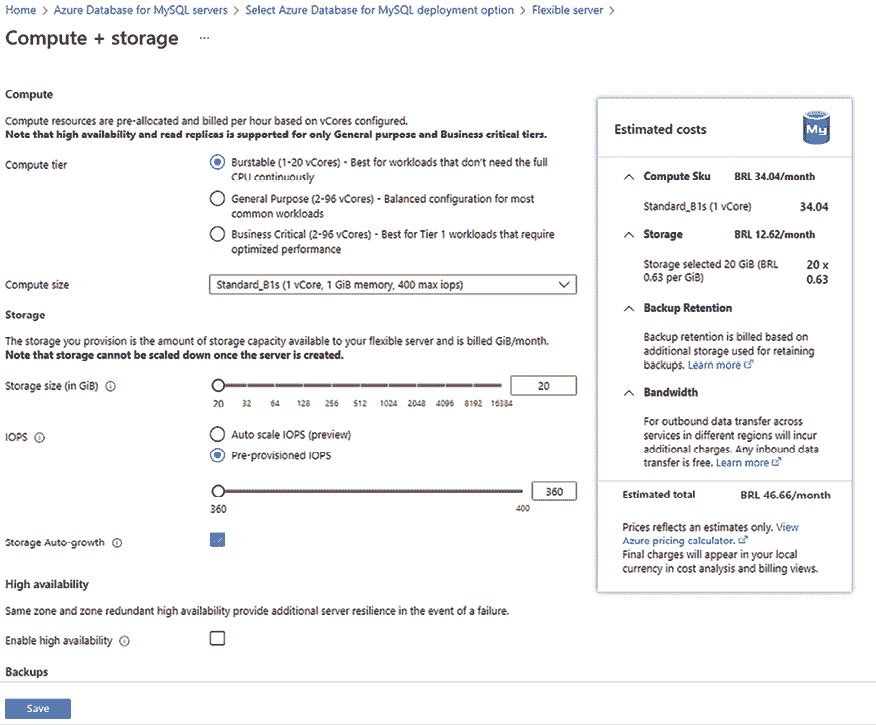 Home > Azure Database for MySQL servers > Select Azure Database for MySQL deployment option > Flexible server >
Compute + storage ...
Compute
Compute resources are pre-allocated and billed per hour based on vCores configured.
Note that high availability and read replicas is supported for only General purpose and Business critical tiers.
Compute tier
Burstable (1-20 vCores) - Best for workloads that don't need the full
CPU continuously
General Purpose (2-96 vCores) - Balanced configuration for most
common workloads
Business Critical (2-96 vCores) - Best for Tier 1 workloads that require
optimized performance
Compute size
Standard_B1s (1 vCore, 1 GiB memory, 400 max iops)
Storage
The storage you provision is the amount of storage capacity available to your flexible server and is billed GiB/month.
Note that storage cannot be scaled down once the server is created.
Storage size (in GiB)
20
20 32 64 128 256 512 1024 2048 4096 8192 16384
IOPS
Auto scale IOPS (preview)
Pre-provisioned IOPS
360
360 400
Storage Auto-growth
High availability
Same zone and zone redundant high availability provide additional server resilience in the event of a failure.
Enable high availability
Backups
Save
Estimated costs
My
Compute Sku BRL 34.04/month
Standard_B1s (1 vCore) 34.04
Storage BRL 12.62/month
Storage selected 20 GiB (BRL 20 x
0.63 per GiB) 0.63
Backup Retention
Backup retention is billed based on
additional storage used for retaining
backups. Learn more
Bandwidth
For outbound data transfer across
services in different regions will incur
additional charges. Any inbound data
transfer is free. Learn more
Estimated total BRL 46.66/month
Prices reflect​s an estimates only. View
Azure pricing calculator.
Final charges will appear in your local
currency in cost analysis and billing views.